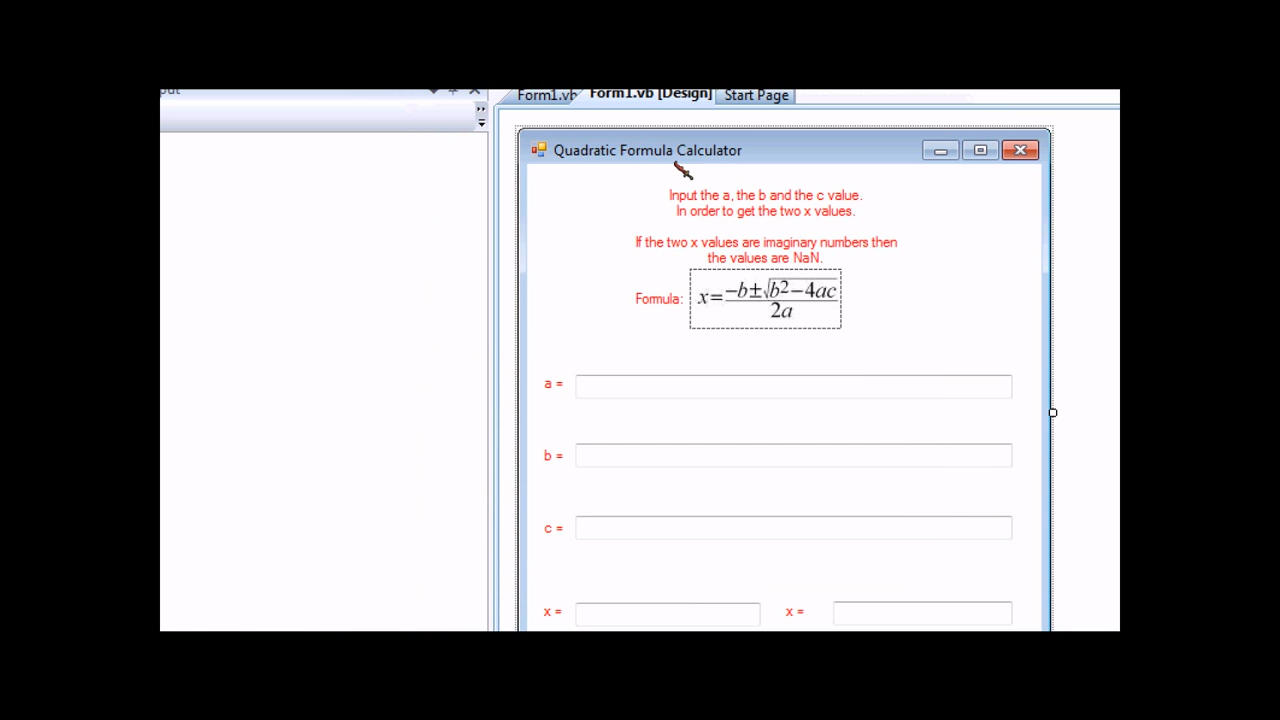 Form1.vb Form1.vb [Design] Start Page
Quadratic Formula Calculator
Input the a, the b and the c value.
In order to get the two x values.
If the two x values are imaginary numbers then
the values are NaN.
Formula: x=−b±√b2−4ac
2a
a =
b =
c =
x = x =